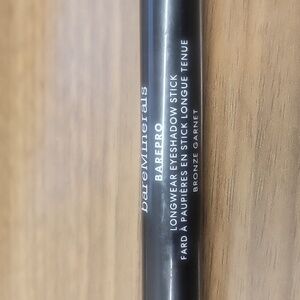 bareMinerals
BAREPRO
LONGWEAR EYESHADOW STICK
FARD À PAUPIÈRES EN STICK LONGUE TENUE
BRONZE GARNET